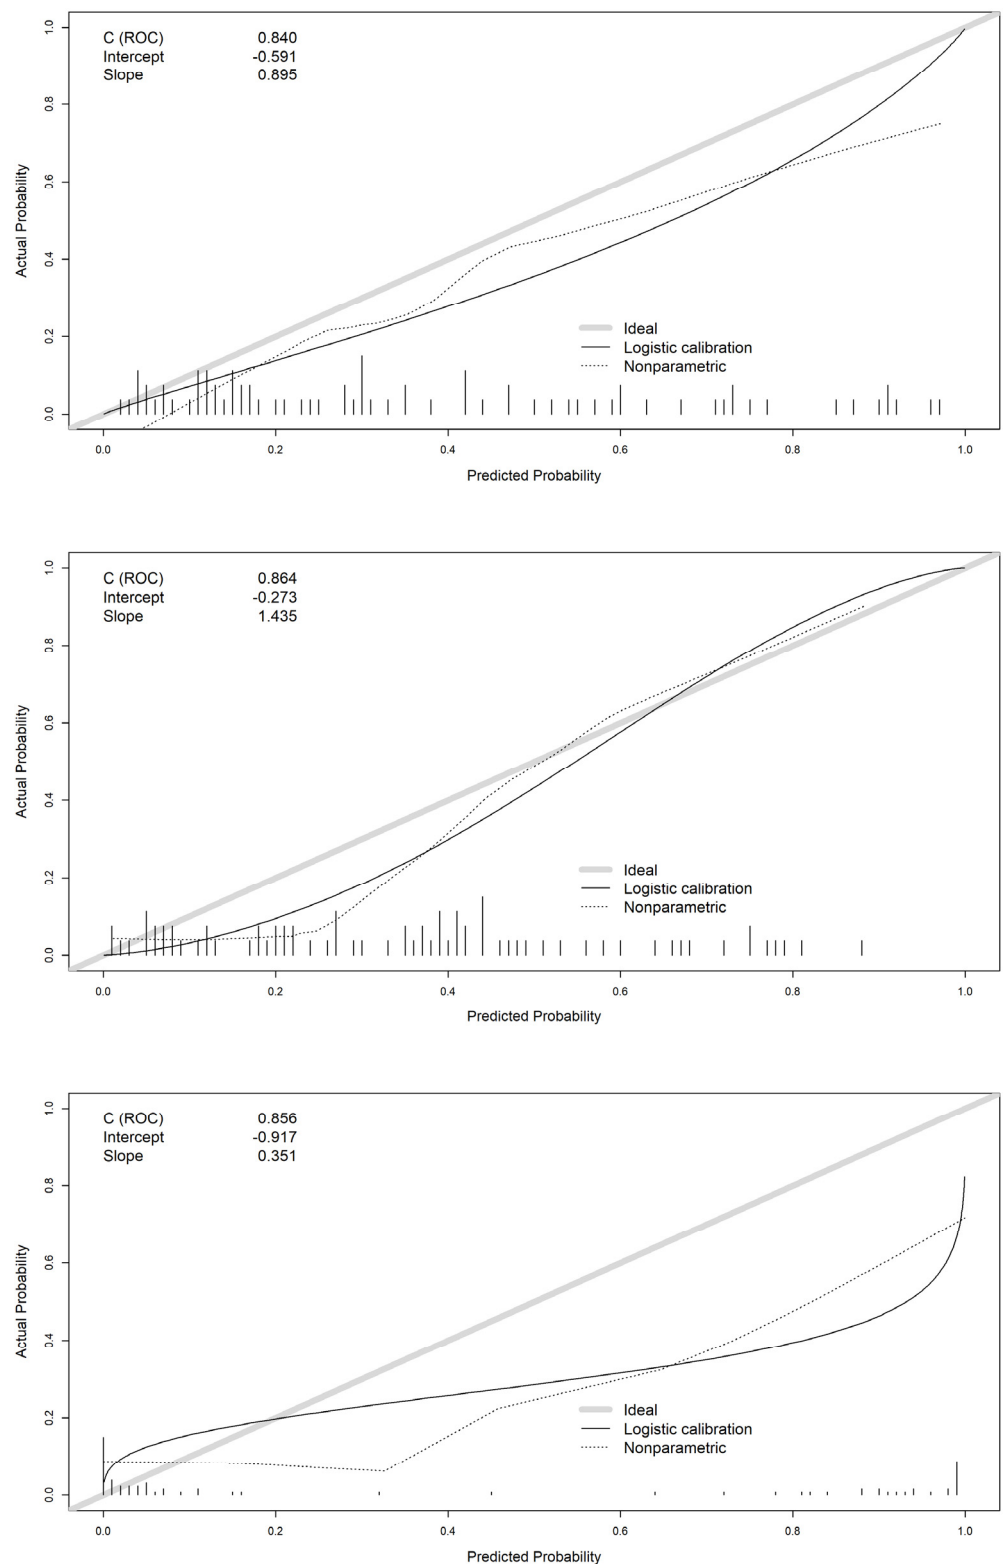 C (ROC) 0.840
Intercept -0.591
Slope 0.895
1.0
0.8
0.6
0.4
0.2
0.0
Actual Probability
Ideal
Logistic calibration
Nonparametric
0.0 0.2 0.4 0.6 0.8 1.0
Predicted Probability
C (ROC) 0.864
Intercept -0.273
Slope 1.435
1.0
0.8
0.6
0.4
0.2
0.0
Actual Probability
Ideal
Logistic calibration
Nonparametric
0.0 0.2 0.4 0.6 0.8 1.0
Predicted Probability
C (ROC) 0.856
Intercept -0.917
Slope 0.351
1.0
0.8
0.6
0.4
0.2
0.0
Actual Probability
Ideal
Logistic calibration
Nonparametric
0.0 0.2 0.4 0.6 0.8 1.0
Predicted Probability